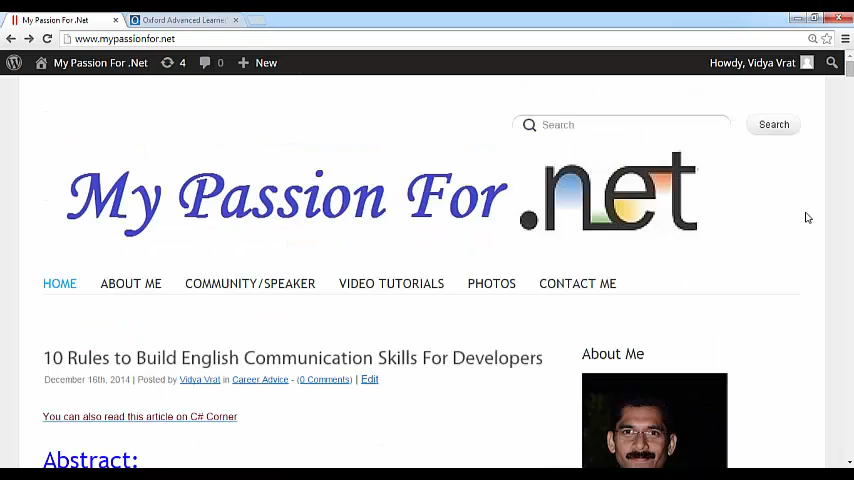 My Passion For .Net
Oxford Advanced Learner
www.mypassionfor.net
My Passion For .Net 4 0 New Howdy, Vidya Vrat
Search Search
My Passion For .net
HOME ABOUT ME COMMUNITY/SPEAKER VIDEO TUTORIALS PHOTOS CONTACT ME
10 Rules to Build English Communication Skills For Developers
December 16th, 2014 | Posted by Vidya Vrat in Career Advice - (0 Comments) | Edit
You can also read this article on C# Corner
Abstract:
About Me